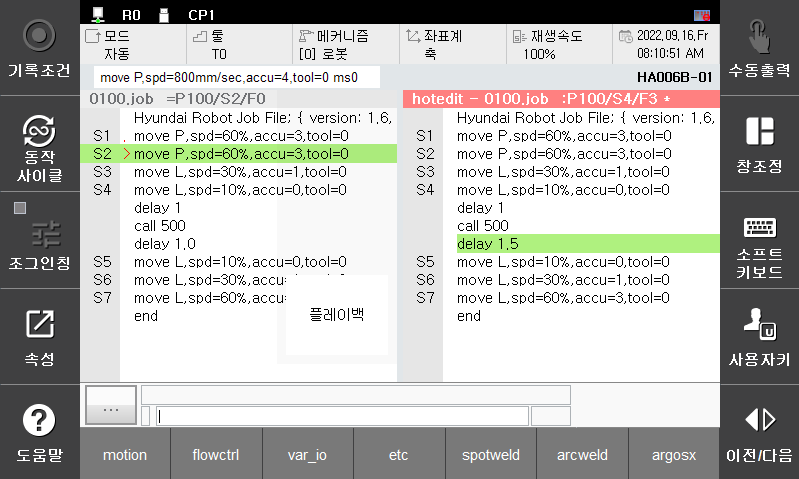 R0 CP1
모드
자동
툴
T0
메커니즘
[0] 로봇
좌표계
축
재생속도
100%
2022,09,16,Fr
08:10:51 AM
move P,spd=800mm/sec,accu=4,tool=0 ms0
HA006B-01
0100.job =P100/S2/F0
Hyundai Robot Job File; { version: 1,6,
S1 move P,spd=60%,accu=3,tool=0
S2 >move P,spd=60%,accu=3,tool=0
S3 move L,spd=30%,accu=1,tool=0
S4 move L,spd=10%,accu=0,tool=0
delay 1
call 500
delay 1.0
S5 move L,spd=10%,accu=0,tool=0
S6 move L,spd=30%,accu=
S7 move L,spd=60%,accu=
end
플레이백
hotedit - 0100.job :P100/S4/F3 *
Hyundai Robot Job File; { version: 1,6,
S1 move P,spd=60%,accu=3,tool=0
S2 move P,spd=60%,accu=3,tool=0
S3 move L,spd=30%,accu=1,tool=0
S4 move L,spd=10%,accu=0,tool=0
delay 1
call 500
delay 1.5
S5 move L,spd=10%,accu=0,tool=0
S6 move L,spd=30%,accu=1,tool=0
S7 move L,spd=60%,accu=3,tool=0
end
기록조건
동작
사이클
조그인칭
속성
도움말
수동출력
창조정
소프트
키보드
U
사용자키
이전/다음
...
motion
flowctrl
var_io
etc
spotweld
arcweld
argosx